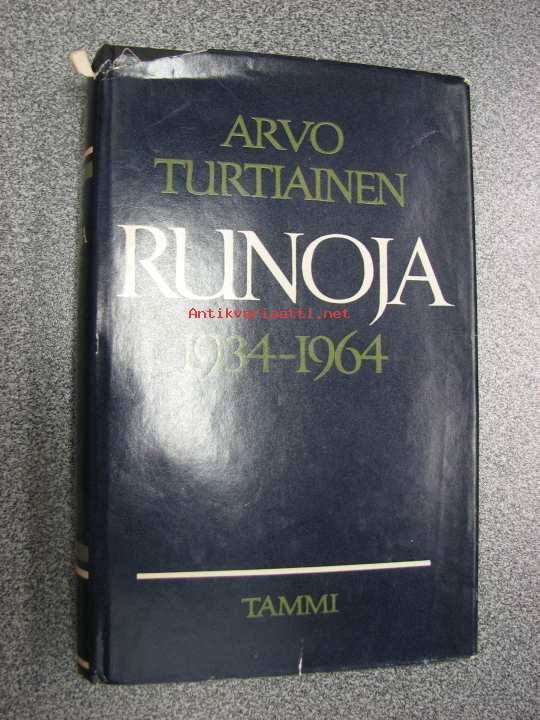 ARVO
TURTIAINEN
RUNOJA
Antikvariaatti.net
1934-1964
TAMMI